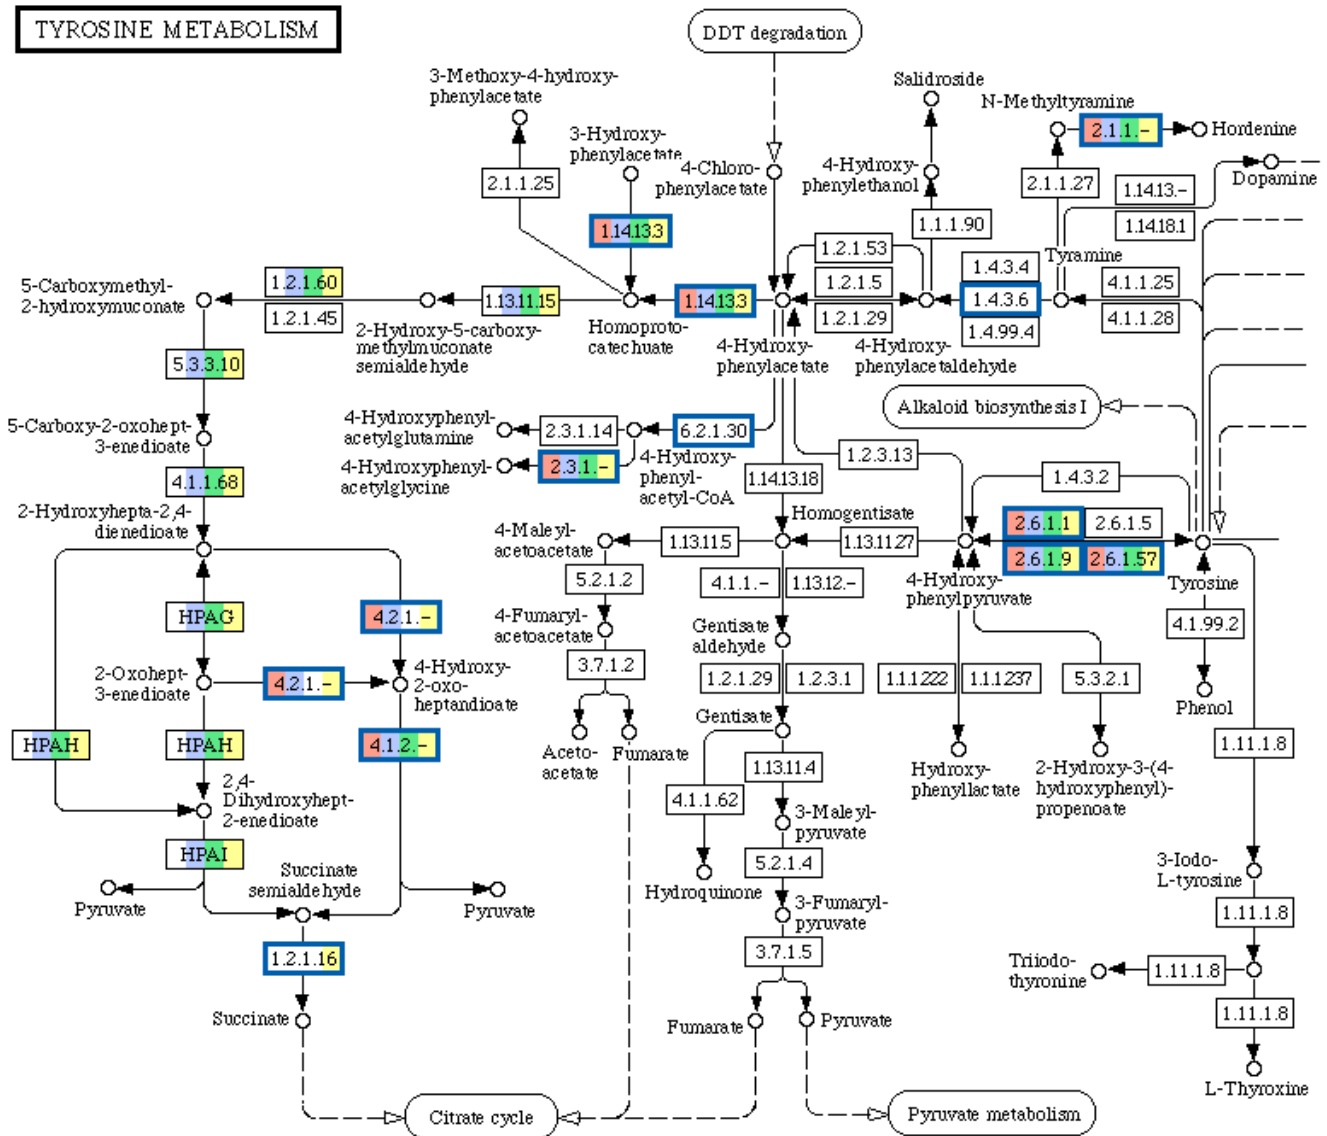 TYROSINE METABOLISM
DDT degradation
3-Methoxy-4-hydroxy-
phenylacetate
3-Hydroxy-
phenylacetate
4-Chloro-
phenylacetate
Salidroside
4-Hydroxy-
phenylethanol
N-Methyltyramine
2.1.1.-
Hordenine
Dopamine
2.1.1.25
2.1.1.27
1.14.13.-
1.14.18.1
1.14.13.3
1.1.1.90
1.2.1.53
Tyramine
5-Carboxymethyl-
2-hydroxymuconate
1.2.1.60
1.2.1.45
1.13.11.15
1.14.13.3
1.2.1.5
1.2.1.29
1.4.3.4
1.4.3.6
1.4.99.4
4.1.1.25
4.1.1.28
2-Hydroxy-5-carboxy-
methylmuconate
semialdehyde
Homoproto-
catechuate
4-Hydroxy-
phenylacetate
4-Hydroxy-
phenylacetaldehyde
5.3.3.10
Alkaloid biosynthesis I
5-Carboxy-2-oxohept-
3-enedioate
4-Hydroxyphenyl-
acetylglutamine
2.3.1.14
6.2.1.30
4-Hydroxyphenyl-
acetylglycine
2.3.1.-
4-Hydroxy-
phenyl-
acetyl-CoA
1.2.3.13
1.4.3.2
4.1.1.68
1.14.13.18
2-Hydroxyhepta-2,4-
dienedioate
4-Maleyl-
acetoacetate
1.13.11.5
Homogentisate
1.13.11.27
2.6.1.1
2.6.1.5
2.6.1.9
2.6.1.57
Tyrosine
5.2.1.2
4.1.1.-
1.13.12.-
4-Hydroxy-
phenylpyruvate
HPAG
4.2.1.-
4-Fumaryl-
acetoacetate
Gentisate
aldehyde
4.1.99.2
2-Oxohept-
3-enedioate
4.2.1.-
4-Hydroxy-
2-oxo-
heptandioate
3.7.1.2
1.2.1.29
1.2.3.1
1.1.1.222
1.1.1.237
5.3.2.1
Phenol
HPAH
HPAH
4.1.2.-
Aceto-
acetate
Fumarate
Gentisate
1.13.11.4
Hydroxy-
phenyllactate
2-Hydroxy-3-(4-
hydroxyphenyl)-
propenoate
1.11.1.8
2,4-
Dihydroxyhept-
2-enedioate
4.1.1.62
3-Maleyl-
pyruvate
HPAI
5.2.1.4
3-Iodo-
L-tyrosine
Pyruvate
Succinate
semialdehyde
Pyruvate
Hydroquinone
3-Fumaryl-
pyruvate
1.11.1.8
1.2.1.16
3.7.1.5
Triiodo-
thyronine
1.11.1.8
1.11.1.8
Succinate
Fumarate
Pyruvate
L-Thyroxine
Citrate cycle
Pyruvate metabolism